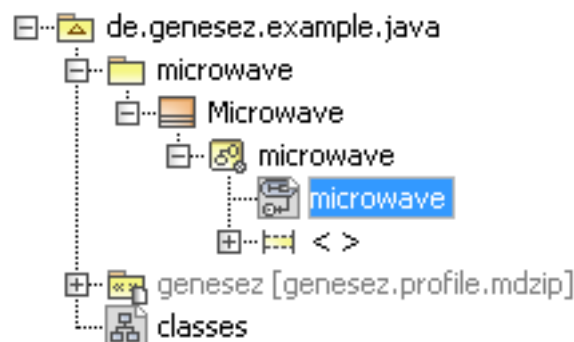 de.genesez.example.java
microwave
Microwave
microwave
microwave
< >
genesez [genesez.profile.mdzip]
classes